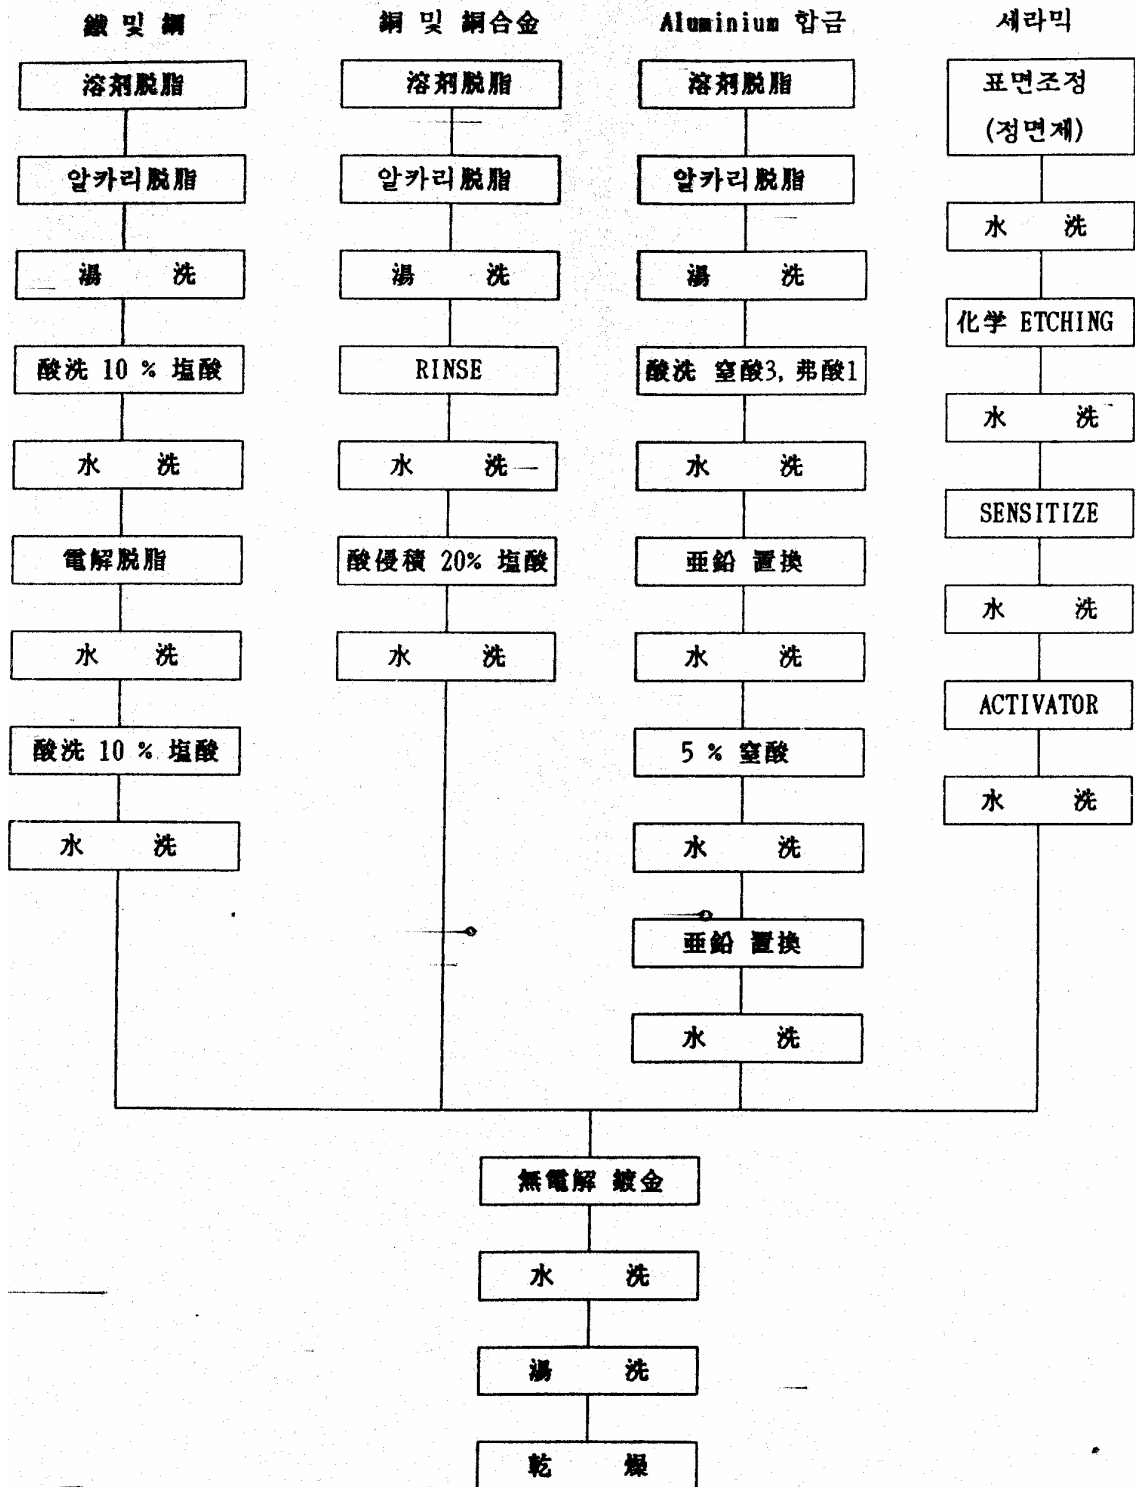 鐵 및 鋼
溶剤脱脂
알카리脱脂
湯 洗
酸洗 10 % 塩酸
水 洗
電解脱脂
水 洗
酸洗 10 % 塩酸
水 洗
銅 및 銅合金
溶剤脱脂
알카리脱脂
湯 洗
RINSE
水 洗
酸侵積 20% 塩酸
水 洗
Aluminium 합금
溶剤脱脂
알카리脱脂
湯 洗
酸洗 窒酸3, 弗酸1
水 洗
亜鉛 置換
水 洗
5 % 窒酸
水 洗
亜鉛 置換
水 洗
세라믹
표면조정
(정면제)
水 洗
化学 ETCHING
水 洗
SENSITIZE
水 洗
ACTIVATOR
水 洗
無電解 鍍金
水 洗
湯 洗
乾 燥